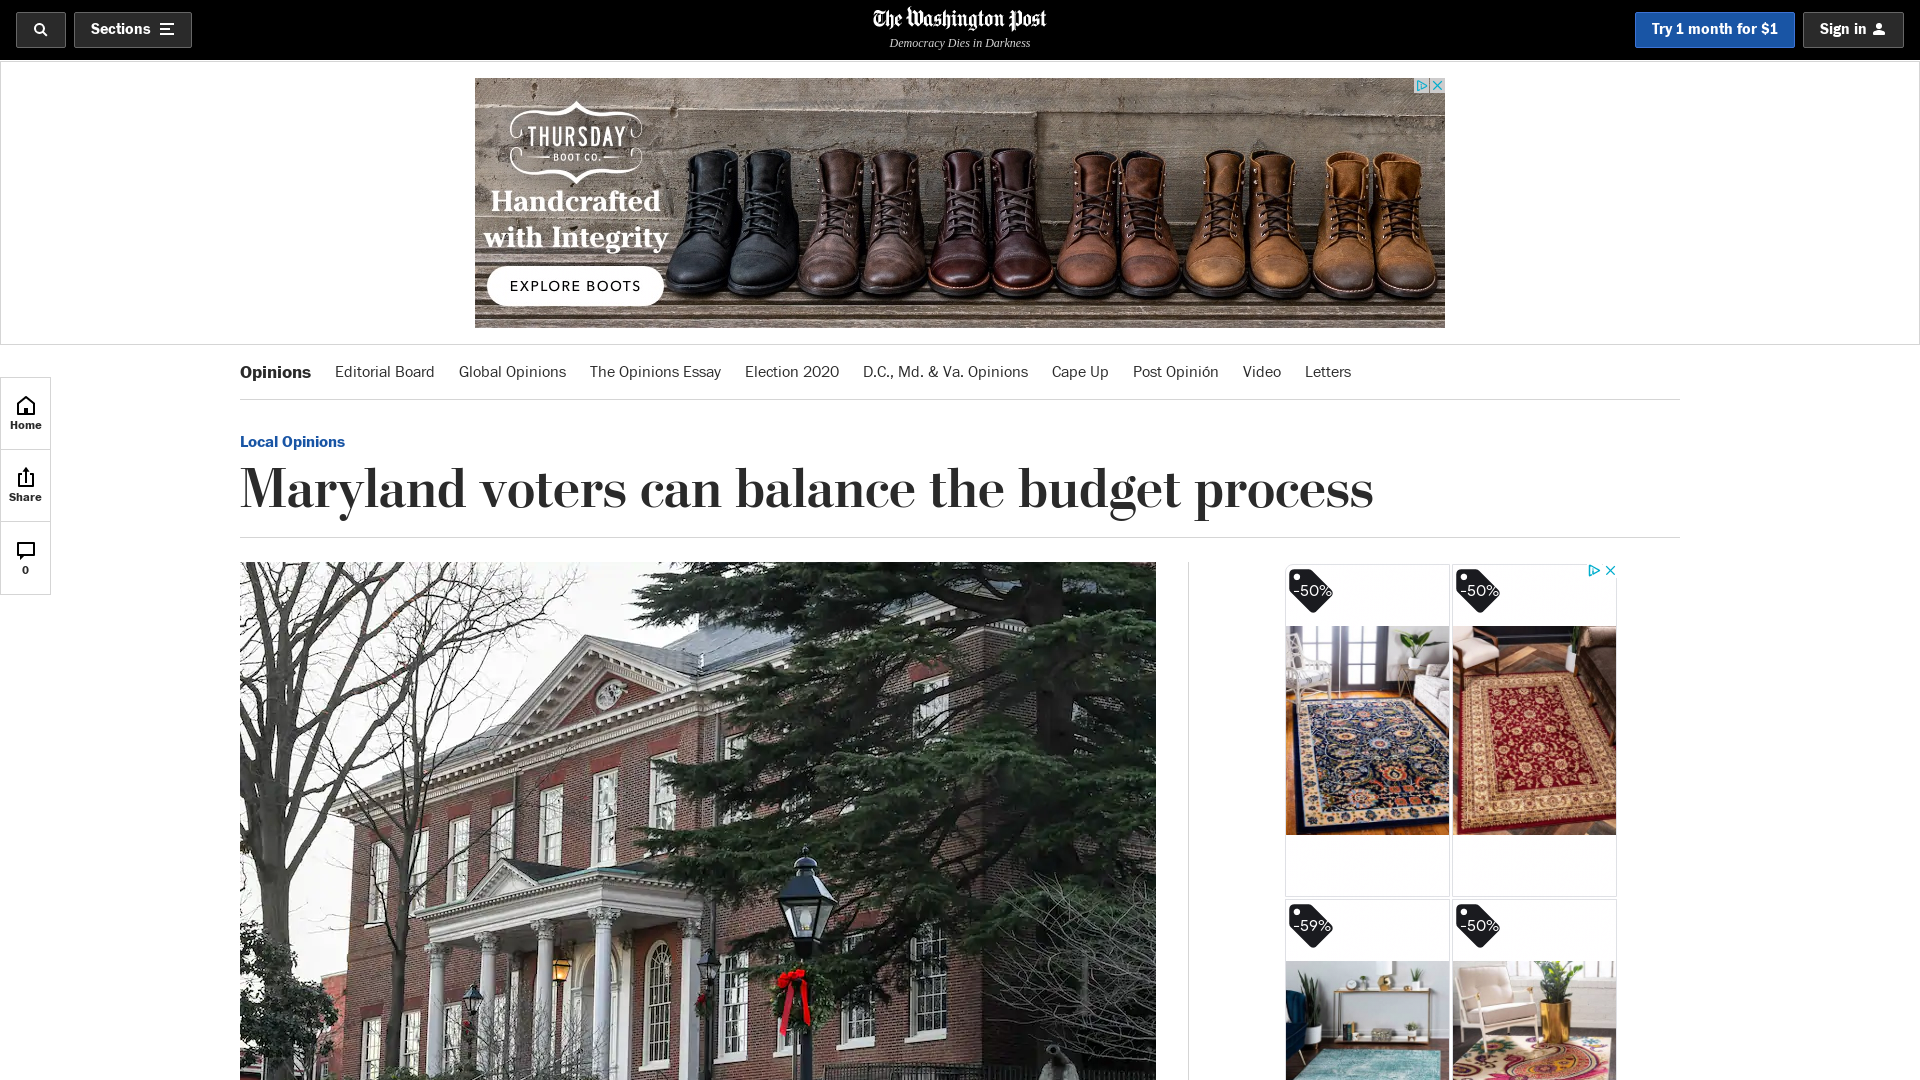 Sections
The Washington Post
Democracy Dies in Darkness
Try 1 month for $1
Sign in
THURSDAY
BOOT CO.
Handcrafted
with Integrity
EXPLORE BOOTS
Opinions Editorial Board Global Opinions The Opinions Essay Election 2020 D.C., Md. & Va. Opinions Cape Up Post Opinión Video Letters
Home
Share
0
Local Opinions
Maryland voters can balance the budget process
-50%
-50%
-59%
-50%